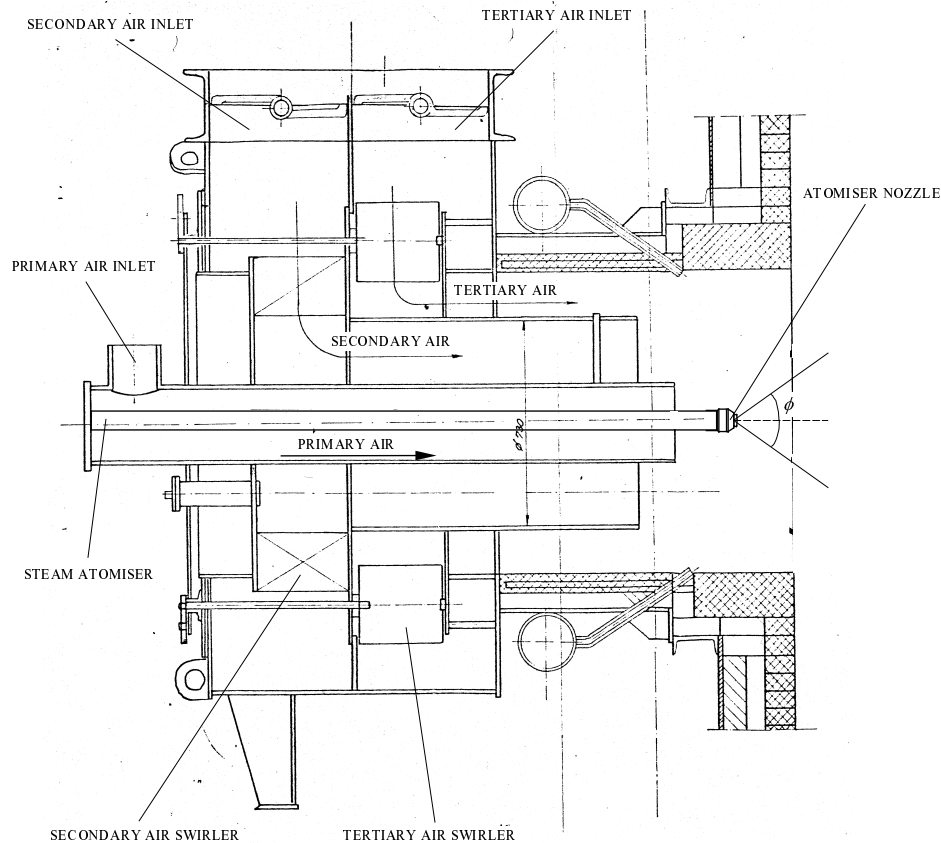 TERTIARY AIR INLET
SECONDARY AIR INLET
ATOMISER NOZZLE
PRIMARY AIR INLET
TERTIARY AIR
SECONDARY AIR
ϕ
PRIMARY AIR
STEAM ATOMISER
SECONDARY AIR SWIRLER
TERTIARY AIR SWIRLER